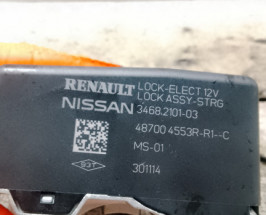 RENAULT LOCK-ELECT 12V
NISSAN LOCK ASSY-STRG
3468.2101-03
48700 4553R-R1--C
MS-01
301114